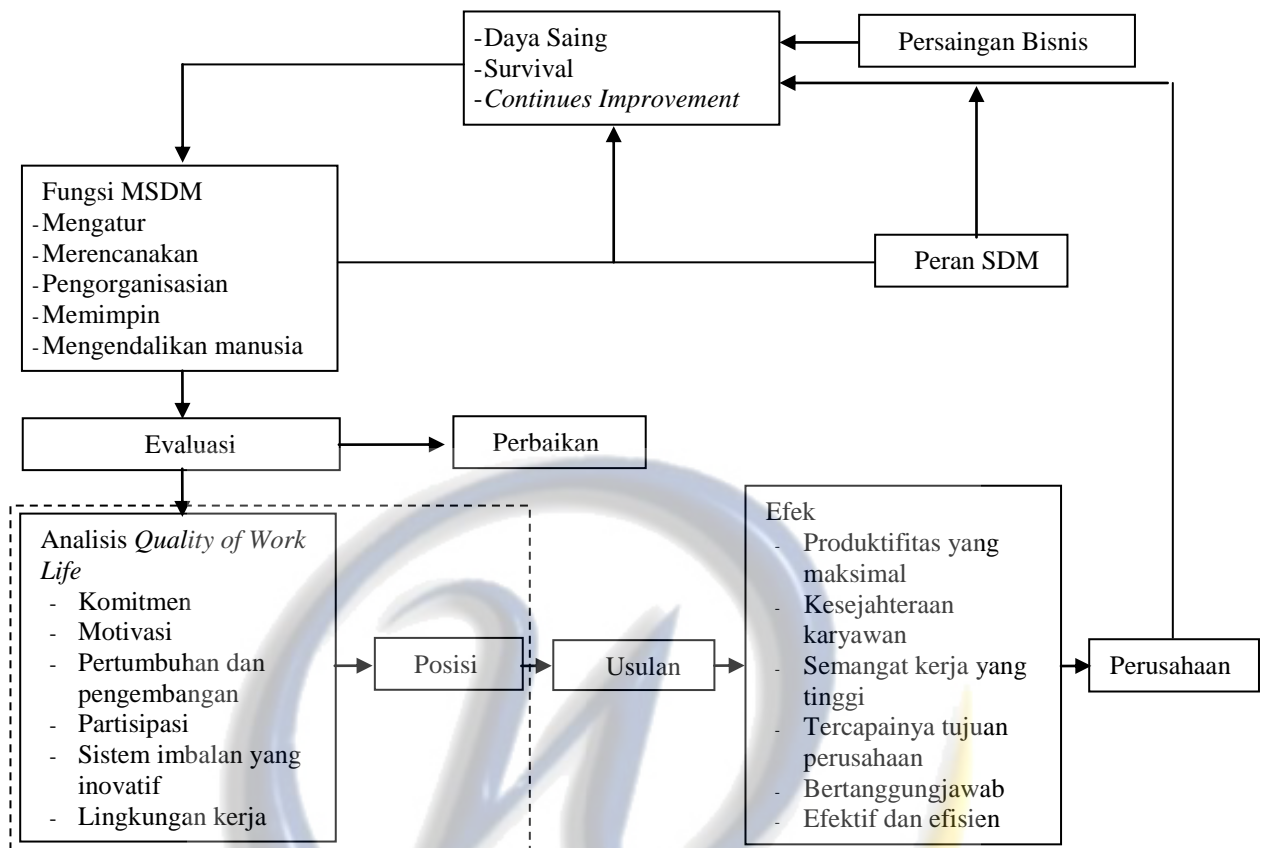 -Daya Saing
-Survival
-Continues Improvement
Persaingan Bisnis
Fungsi MSDM
-Mengatur
-Merencanakan
-Pengorganisasian
-Memimpin
-Mengendalikan manusia
Peran SDM
Evaluasi
Perbaikan
Analisis Quality of Work
Life
- Komitmen
- Motivasi
- Pertumbuhan dan
pengembangan
- Partisipasi
- Sistem imbalan yang
inovatif
- Lingkungan kerja
Posisi
Usulan
Efek
- Produktifitas yang
maksimal
- Kesejahteraan
karyawan
- Semangat kerja yang
tinggi
- Tercapainya tujuan
perusahaan
- Bertanggungjawab
- Efektif dan efisien
Perusahaan